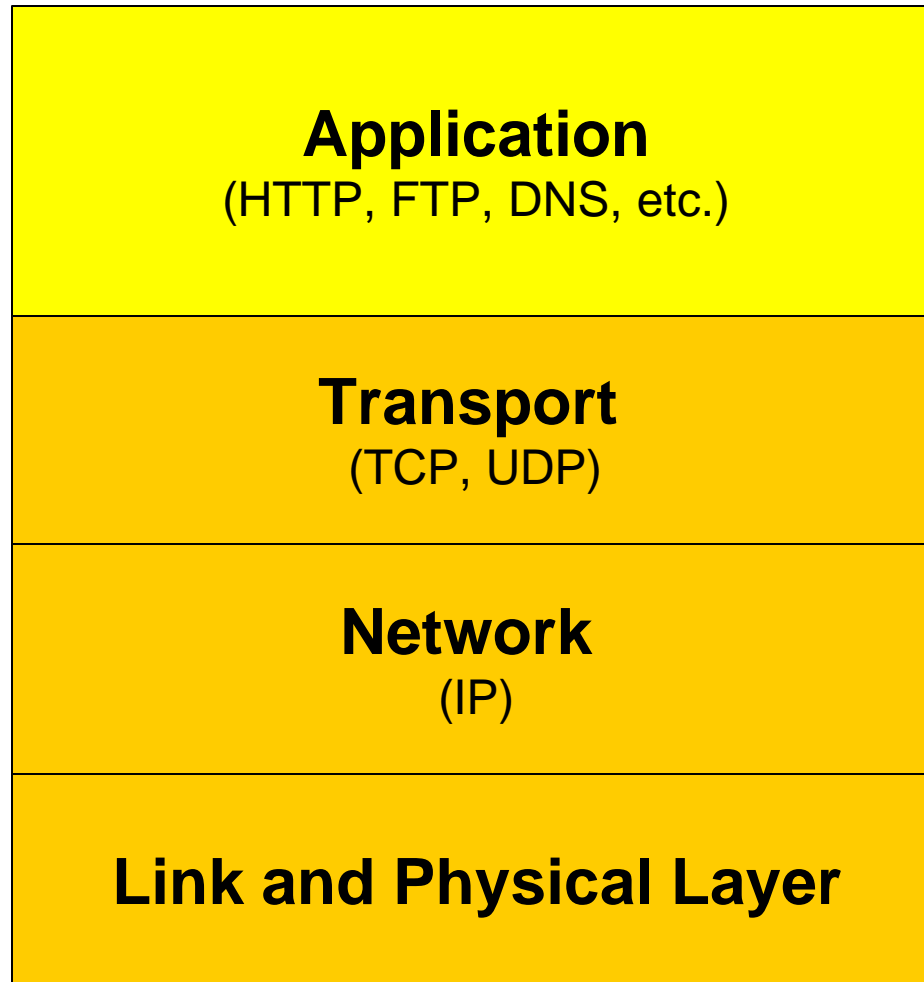 Application
(HTTP, FTP, DNS, etc.)
Transport
(TCP, UDP)
Network
(IP)
Link and Physical Layer